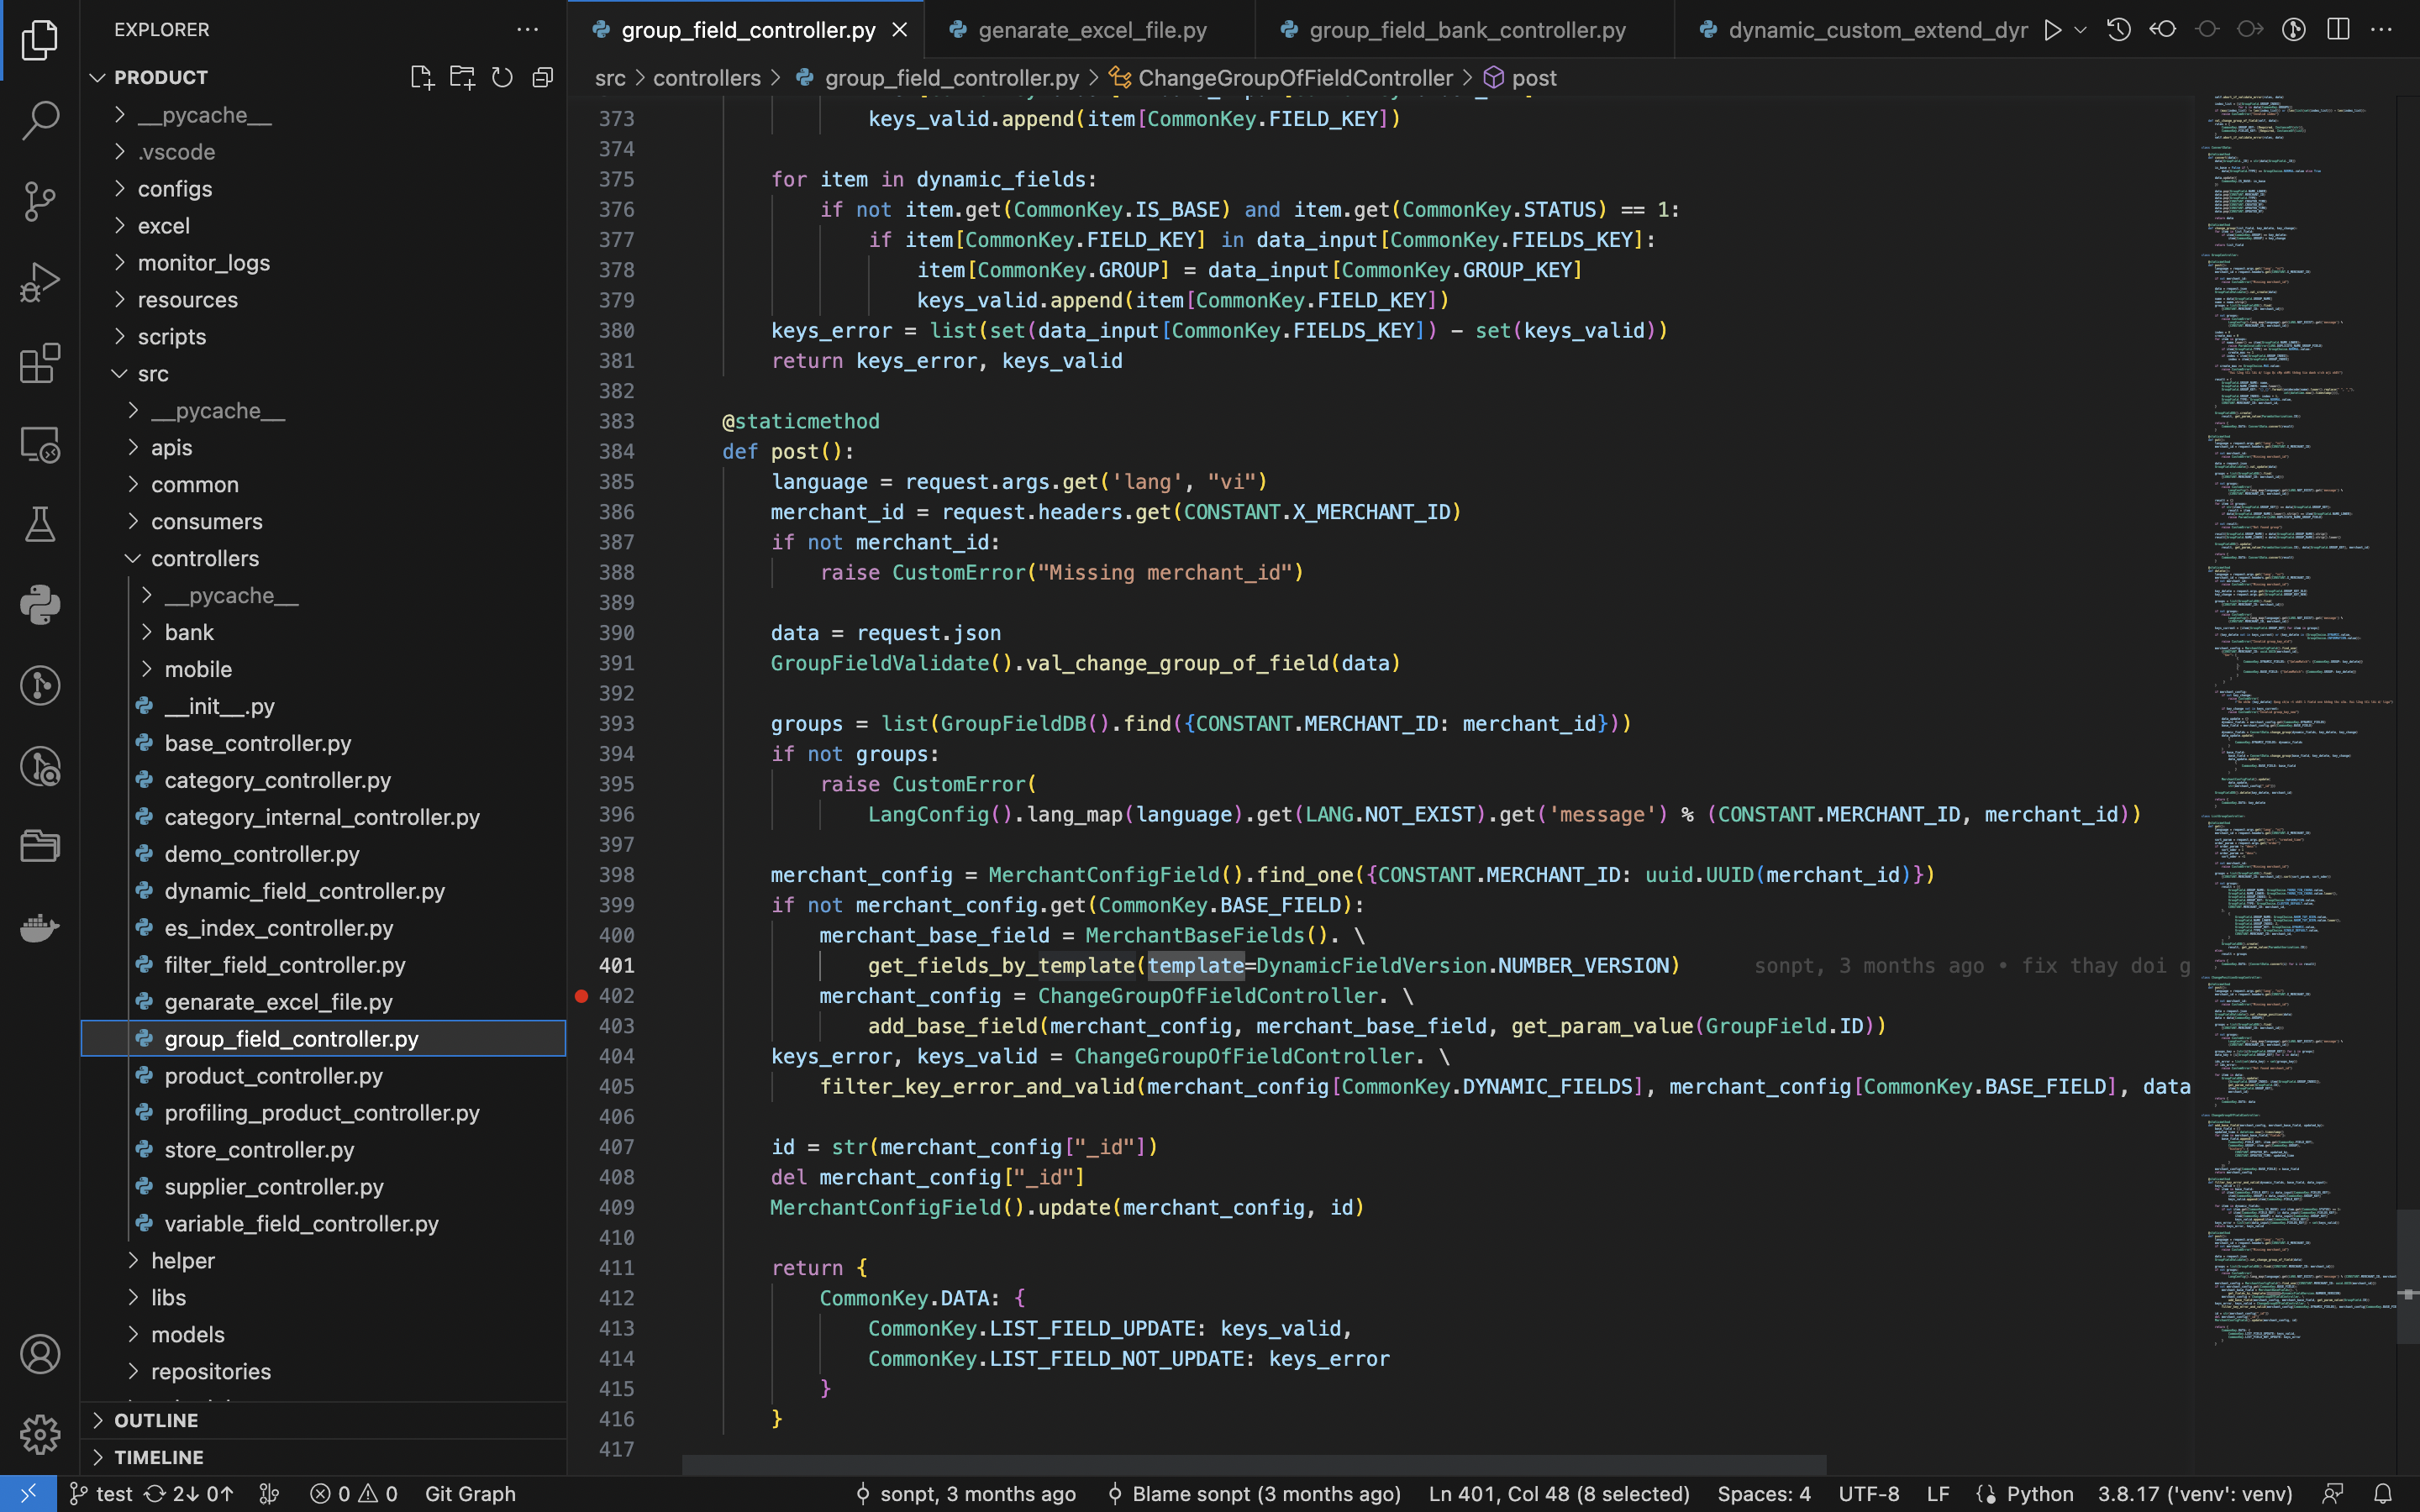 EXPLORER
group_field_controller.py
genarate_excel_file.py
group_field_bank_controller.py
dynamic_custom_extend_dyr
PRODUCT
src > controllers > group_field_controller.py > ChangeGroupOfFieldController > post
__pycache__
.vscode
configs
excel
monitor_logs
resources
scripts
src
__pycache__
apis
common
consumers
controllers
__pycache__
bank
mobile
__init__.py
base_controller.py
category_controller.py
category_internal_controller.py
demo_controller.py
dynamic_field_controller.py
es_index_controller.py
filter_field_controller.py
genarate_excel_file.py
group_field_controller.py
product_controller.py
profiling_product_controller.py
store_controller.py
supplier_controller.py
variable_field_controller.py
helper
libs
models
repositories
OUTLINE
TIMELINE
373 keys_valid.append(item[CommonKey.FIELD_KEY])
374
375 for item in dynamic_fields:
376 if not item.get(CommonKey.IS_BASE) and item.get(CommonKey.STATUS) == 1:
377 if item[CommonKey.FIELD_KEY] in data_input[CommonKey.FIELDS_KEY]:
378 item[CommonKey.GROUP] = data_input[CommonKey.GROUP_KEY]
379 keys_valid.append(item[CommonKey.FIELD_KEY])
380 keys_error = list(set(data_input[CommonKey.FIELDS_KEY]) - set(keys_valid))
381 return keys_error, keys_valid
382
383 @staticmethod
384 def post():
385 language = request.args.get('lang', "vi")
386 merchant_id = request.headers.get(CONSTANT.X_MERCHANT_ID)
387 if not merchant_id:
388 raise CustomError("Missing merchant_id")
389
390 data = request.json
391 GroupFieldValidate().val_change_group_of_field(data)
392
393 groups = list(GroupFieldDB().find({CONSTANT.MERCHANT_ID: merchant_id}))
394 if not groups:
395 raise CustomError(
396 LangConfig().lang_map(language).get(LANG.NOT_EXIST).get('message') % (CONSTANT.MERCHANT_ID, merchant_id))
397
398 merchant_config = MerchantConfigField().find_one({CONSTANT.MERCHANT_ID: uuid.UUID(merchant_id)})
399 if not merchant_config.get(CommonKey.BASE_FIELD):
400 merchant_base_field = MerchantBaseFields(). \
401 get_fields_by_template(template=DynamicFieldVersion.NUMBER_VERSION) sonpt, 3 months ago • fix thay doi g
402 merchant_config = ChangeGroupOfFieldController. \
403 add_base_field(merchant_config, merchant_base_field, get_param_value(GroupField.ID))
404 keys_error, keys_valid = ChangeGroupOfFieldController. \
405 filter_key_error_and_valid(merchant_config[CommonKey.DYNAMIC_FIELDS], merchant_config[CommonKey.BASE_FIELD], data
406
407 id = str(merchant_config["_id"])
408 del merchant_config["_id"]
409 MerchantConfigField().update(merchant_config, id)
410
411 return {
412 CommonKey.DATA: {
413 CommonKey.LIST_FIELD_UPDATE: keys_valid,
414 CommonKey.LIST_FIELD_NOT_UPDATE: keys_error
415 }
416 }
417
test 2↓ 0↑ 0 0 Git Graph sonpt, 3 months ago Blame sonpt (3 months ago) Ln 401, Col 48 (8 selected) Spaces: 4 UTF-8 LF Python 3.8.17 ('venv': venv)